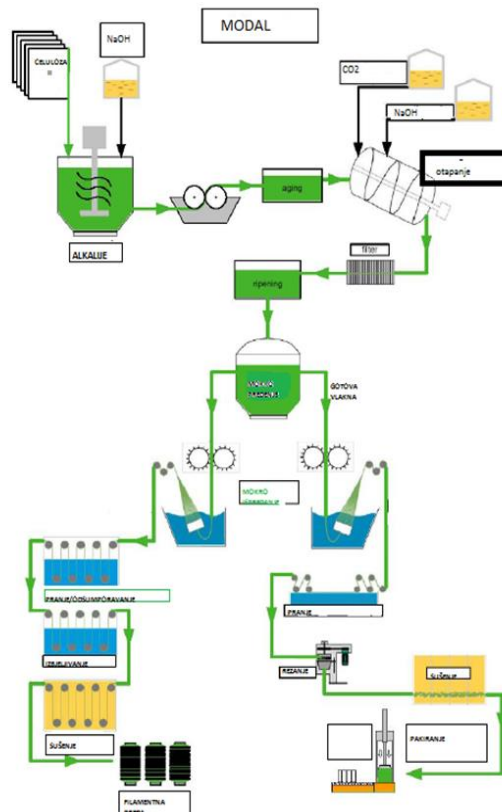 MODAL
NaOH
CELULOZA
CO2
NaOH
otapanje
aging
ALKALIJE
filter
ripening
GOTOVA
VLAKNA
MOKRO
PRANJE/ODSUMPORAVANJE
PRANJE
IZBJELJIVANJE
REZANJE
SUŠENJE
SUŠENJE
PAKIRANJE
FILAMENTNA